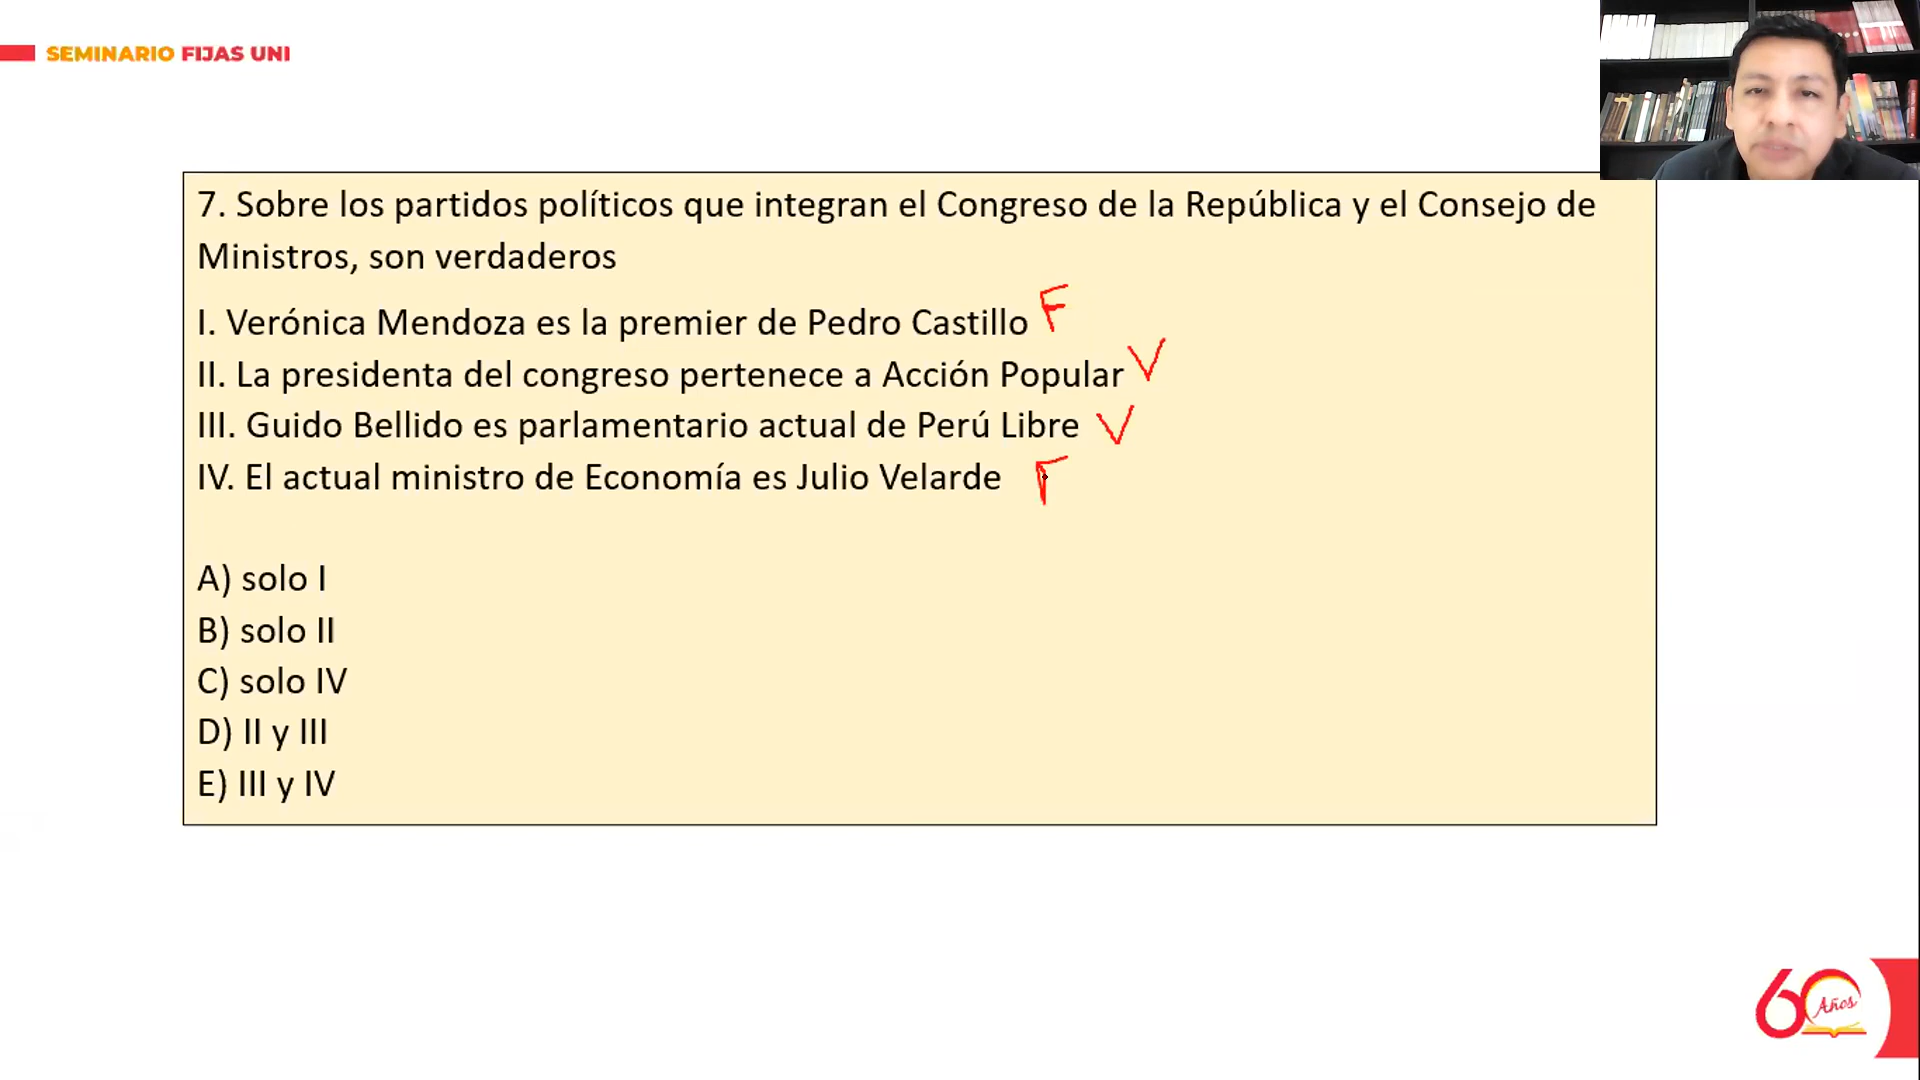 SEMINARIO FIJAS UNI
7. Sobre los partidos políticos que integran el Congreso de la República y el Consejo de
Ministros, son verdaderos
I. Verónica Mendoza es la premier de Pedro Castillo F
II. La presidenta del congreso pertenece a Acción Popular V
III. Guido Bellido es parlamentario actual de Perú Libre V
IV. El actual ministro de Economía es Julio Velarde F
A) solo I
B) solo II
C) solo IV
D) II y III
E) III y IV
60 Años